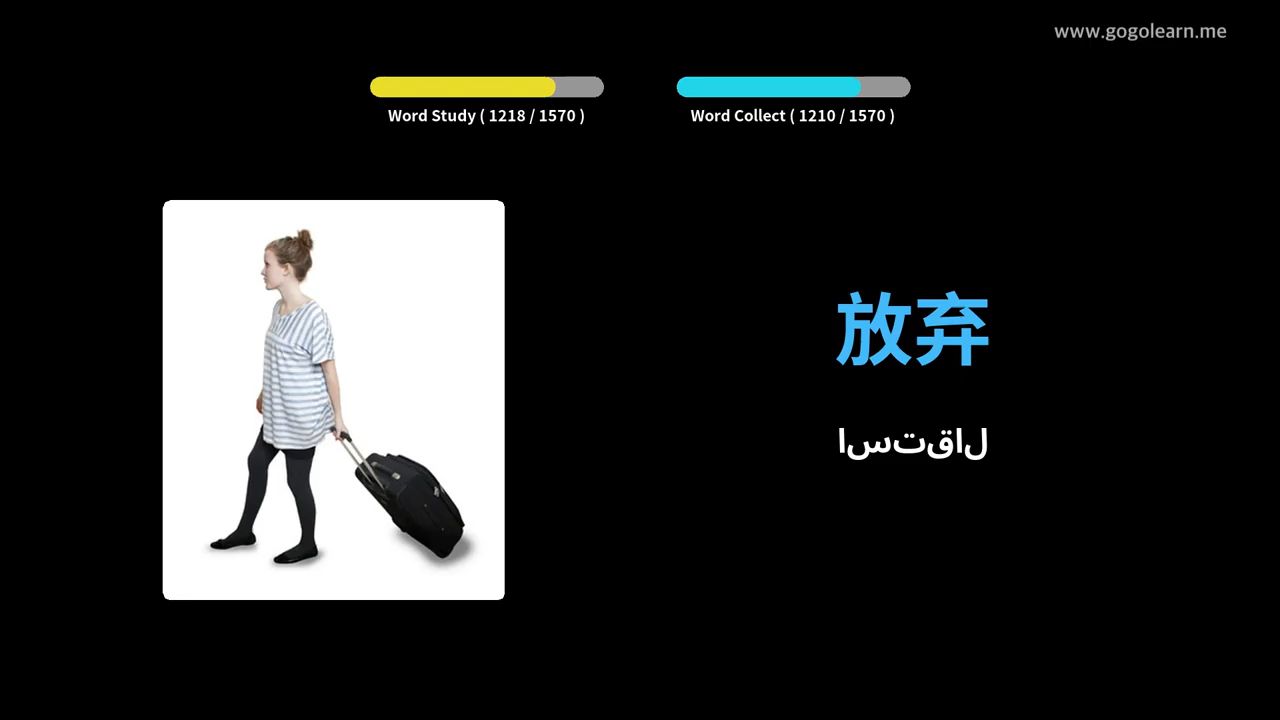 www.gogolearn.me
Word Study ( 1218 / 1570 )
Word Collect ( 1210 / 1570 )
放弃
استقال